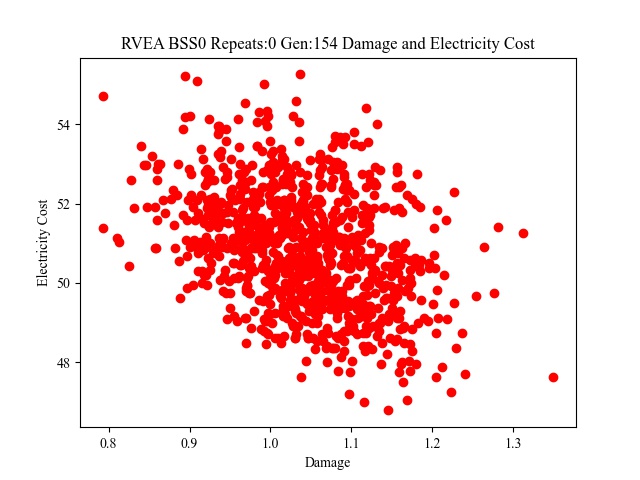 RVEA BSS0 Repeats:0 Gen:154 Damage and Electricity Cost
54
52
50
48
Electricity Cost
0.8 0.9 1.0 1.1 1.2 1.3
Damage